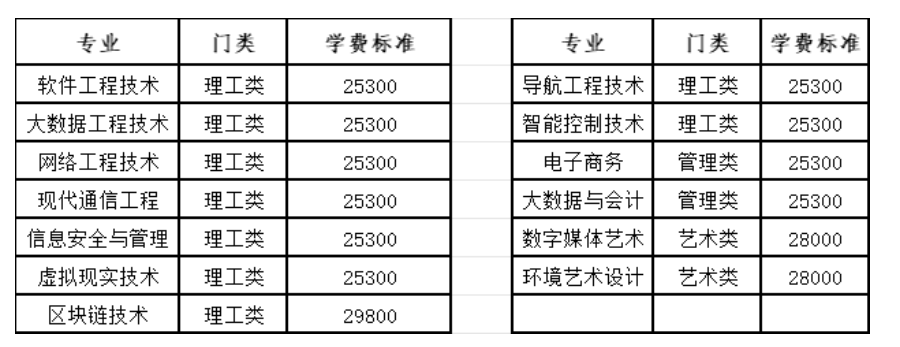 专业 门类 学费标准 专业 门类 学费标准
软件工程技术 理工类 25300 导航工程技术 理工类 25300
大数据工程技术 理工类 25300 智能控制技术 理工类 25300
网络工程技术 理工类 25300 电子商务 管理类 25300
现代通信工程 理工类 25300 大数据与会计 管理类 25300
信息安全与管理 理工类 25300 数字媒体艺术 艺术类 28000
虚拟现实技术 理工类 25300 环境艺术设计 艺术类 28000
区块链技术 理工类 29800